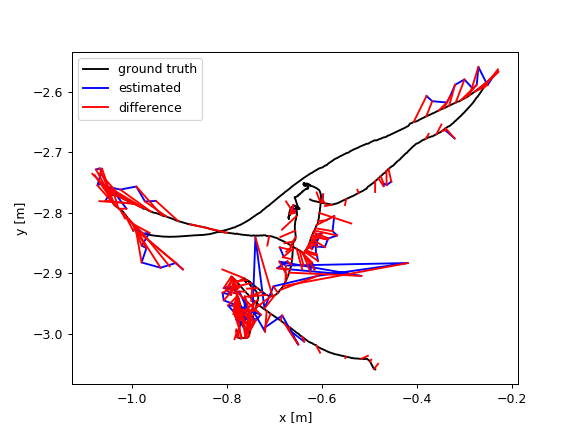 ground truth
estimated
difference
−2.6
−2.7
−2.8
−2.9
−3.0
y [m]
−1.0 −0.8 −0.6 −0.4 −0.2
x [m]